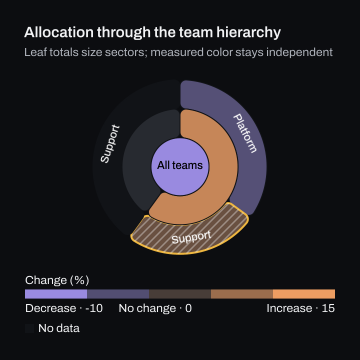 Allocation through the team hierarchy
Leaf totals size sectors; measured color stays independent
Platform
Support
All teams
Support
Change (%)
Decrease · -10 No change · 0 Increase · 15
No data